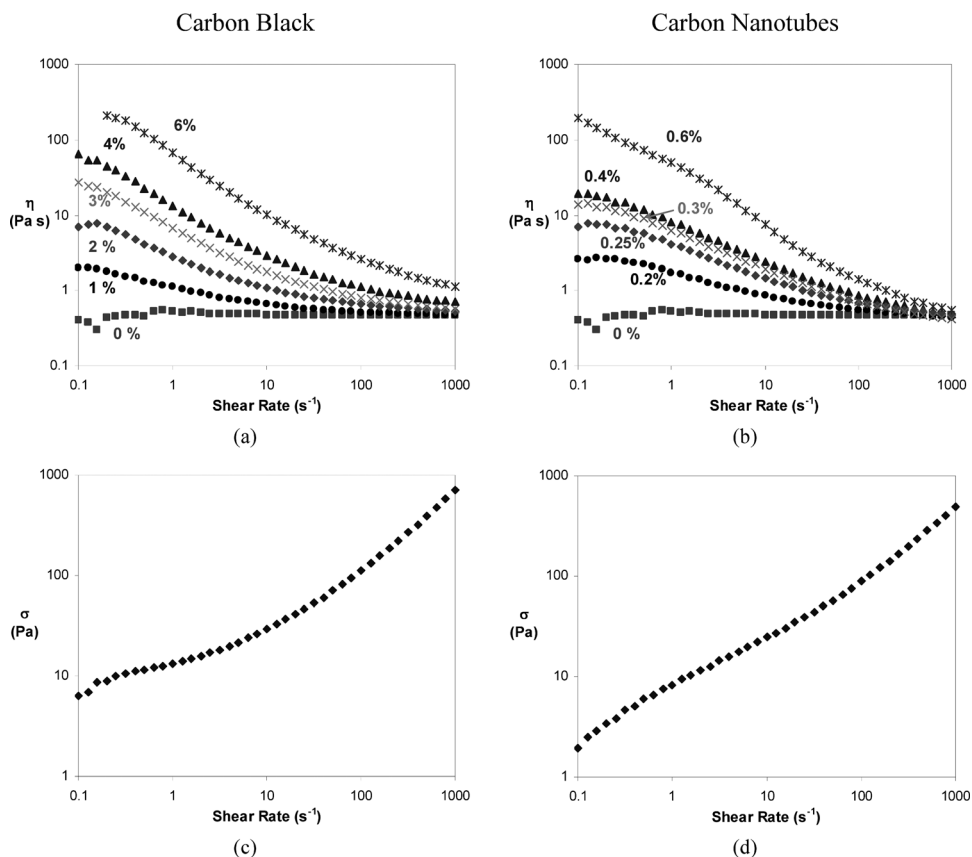 Carbon Black Carbon Nanotubes
1000
100
10
1
0.1
η
(Pa s)
6%
4%
3%
2 %
1 %
0 %
0.1 1 10 100 1000
Shear Rate (s⁻¹)
(a)
1000
100
10
1
0.1
η
(Pa s)
0.6%
0.4%
0.3%
0.25%
0.2%
0 %
0.1 1 10 100 1000
Shear Rate (s⁻¹)
(b)
1000
100
10
1
σ
(Pa)
0.1 1 10 100 1000
Shear Rate (s⁻¹)
(c)
1000
100
10
1
σ
(Pa)
0.1 1 10 100 1000
Shear Rate (s⁻¹)
(d)